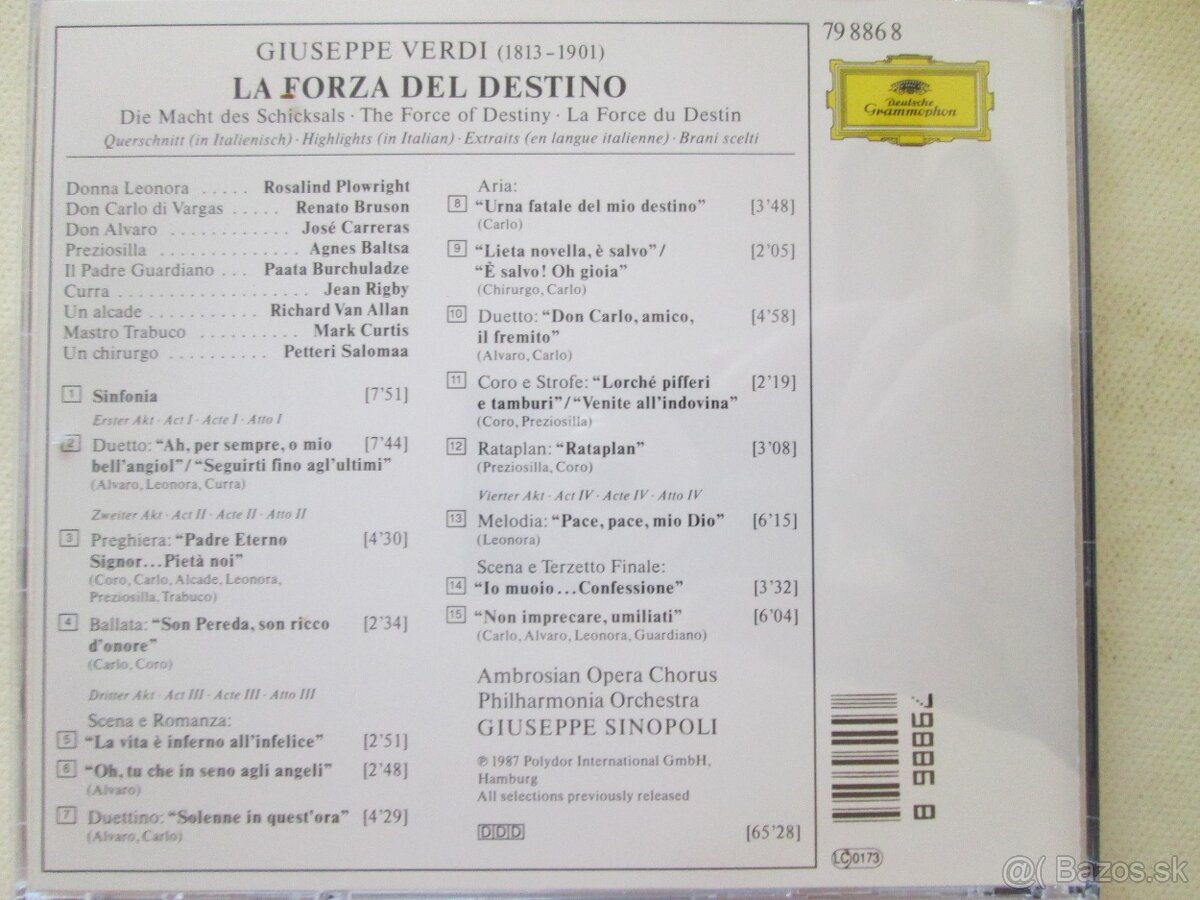 GIUSEPPE VERDI (1813-1901)
LA FORZA DEL DESTINO
Die Macht des Schicksals · The Force of Destiny · La Force du Destin
Querschnitt (in Italienisch) · Highlights (in Italian) · Extraits (en langue italienne) · Brani scelti
Donna Leonora ..... Rosalind Plowright
Don Carlo di Vargas ..... Renato Bruson
Don Alvaro ............ José Carreras
Preziosilla .............. Agnes Baltsa
Il Padre Guardiano ... Paata Burchuladze
Curra .................... Jean Rigby
Un alcade ............ Richard Van Allan
Mastro Trabuco .......... Mark Curtis
Un chirurgo .......... Petteri Salomaa
1 Sinfonia [7'51]
Erster Akt · Act I · Acte I · Atto I
2 Duetto: “Ah, per sempre, o mio [7'44]
bell'angiol”/“Seguirti fino agl'ultimi”
(Alvaro, Leonora, Curra)
Zweiter Akt · Act II · Acte II · Atto II
3 Preghiera: “Padre Eterno [4'30]
Signor...Pietà noi”
(Coro, Carlo, Alcade, Leonora,
Preziosilla, Trabuco)
4 Ballata: “Son Pereda, son ricco [2'34]
d'onore”
(Carlo, Coro)
Dritter Akt · Act III · Acte III · Atto III
Scena e Romanza:
5 “La vita è inferno all'infelice” [2'51]
6 “Oh, tu che in seno agli angeli” [2'48]
(Alvaro)
7 Duettino: “Solenne in quest'ora” [4'29]
(Alvaro, Carlo)
Aria:
8 “Urna fatale del mio destino” [3'48]
(Carlo)
9 “Lieta novella, è salvo”/ [2'05]
“È salvo! Oh gioia”
(Chirurgo, Carlo)
10 Duetto: “Don Carlo, amico, [4'58]
il fremito”
(Alvaro, Carlo)
11 Coro e Strofe: “Lorché pifferi [2'19]
e tamburi”/“Venite all'indovina”
(Coro, Preziosilla)
12 Rataplan: “Rataplan” [3'08]
(Preziosilla, Coro)
Vierter Akt · Act IV · Acte IV · Atto IV
13 Melodia: “Pace, pace, mio Dio” [6'15]
(Leonora)
Scena e Terzetto Finale:
14 “Io muoio...Confessione” [3'32]
15 “Non imprecare, umiliati” [6'04]
(Carlo, Alvaro, Leonora, Guardiano)
Ambrosian Opera Chorus
Philharmonia Orchestra
GIUSEPPE SINOPOLI
℗ 1987 Polydor International GmbH,
Hamburg
All selections previously released
DDD [65'28]
79 886 8
Deutsche
Grammophon
798867 8
LC 0173
@( Bazos.sk